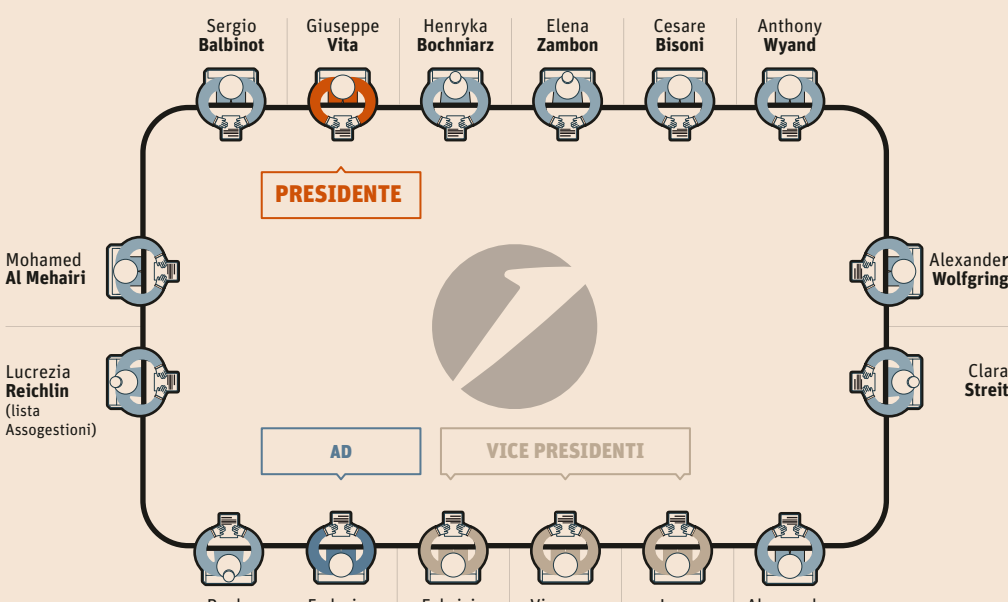 Sergio
Balbinot
Giuseppe
Vita
Henryka
Bochniarz
Elena
Zambon
Cesare
Bisoni
Anthony
Wyand
PRESIDENTE
Mohamed
Al Mehairi
Alexander
Wolfgring
Lucrezia
Reichlin
(lista
Assogestioni)
Clara
Streit
AD
VICE PRESIDENTI